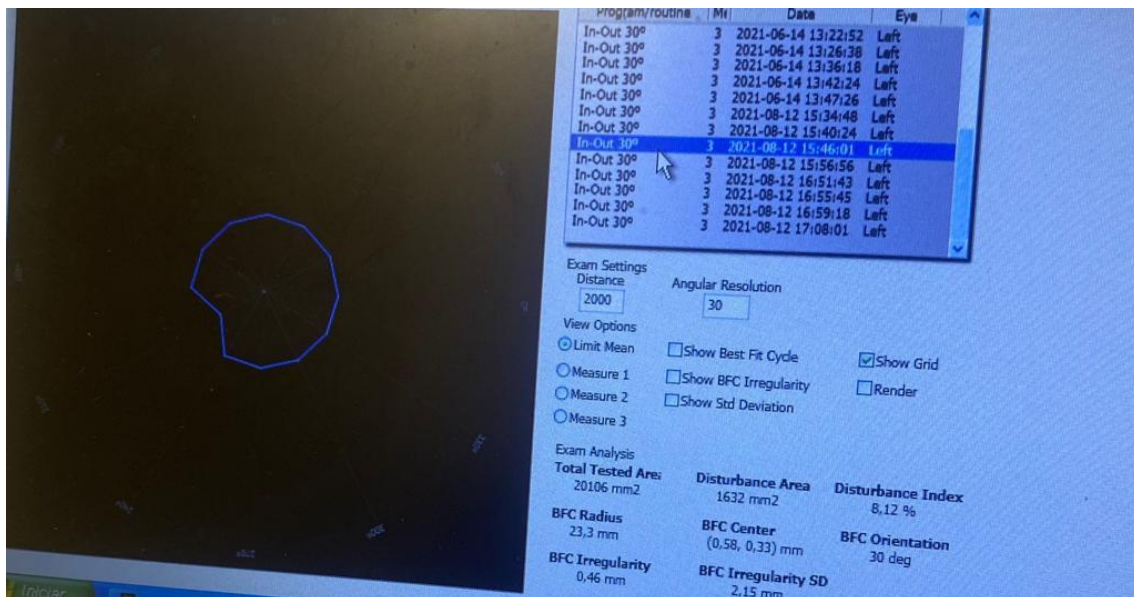 Program/routine Me Date Eye
In-Out 30º 3 2021-06-14 13:22:52 Left
In-Out 30º 3 2021-06-14 13:26:38 Left
In-Out 30º 3 2021-06-14 13:36:18 Left
In-Out 30º 3 2021-06-14 13:42:24 Left
In-Out 30º 3 2021-06-14 13:47:26 Left
In-Out 30º 3 2021-08-12 15:34:48 Left
In-Out 30º 3 2021-08-12 15:40:24 Left
In-Out 30º 3 2021-08-12 15:46:01 Left
In-Out 30º 3 2021-08-12 15:56:56 Left
In-Out 30º 3 2021-08-12 16:51:43 Left
In-Out 30º 3 2021-08-12 16:55:45 Left
In-Out 30º 3 2021-08-12 16:59:18 Left
In-Out 30º 3 2021-08-12 17:08:01 Left
Exam Settings
Distance Angular Resolution
2000 30
View Options
Limit Mean Show Best Fit Cycle Show Grid
Measure 1 Show BFC Irregularity Render
Measure 2 Show Std Deviation
Measure 3
Exam Analysis
Total Tested Area Disturbance Area Disturbance Index
20106 mm2 1632 mm2 8,12 %
BFC Radius BFC Center BFC Orientation
23,3 mm (0,58, 0,33) mm 30 deg
BFC Irregularity BFC Irregularity SD
0,46 mm 2,15 mm
Iniciar